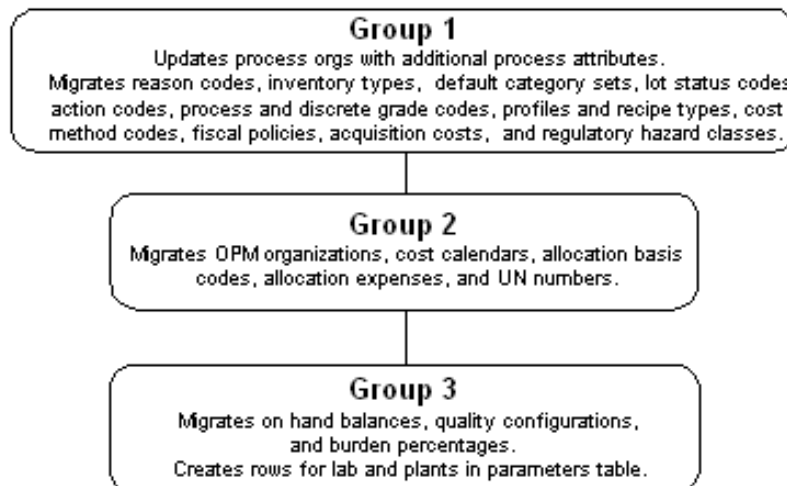 Group 1
Updates process orgs with additional process attributes.
Migrates reason codes, inventory types, default category sets, lot status codes
action codes, process and discrete grade codes, profiles and recipe types, cost
method codes, fiscal policies, acquisition costs, and regulatory hazard classes.
Group 2
Migrates OPM organizations, cost calendars, allocation basis
codes, allocation expenses, and UN numbers.
Group 3
Migrates on hand balances, quality configurations,
and burden percentages.
Creates rows for lab and plants in parameters table.